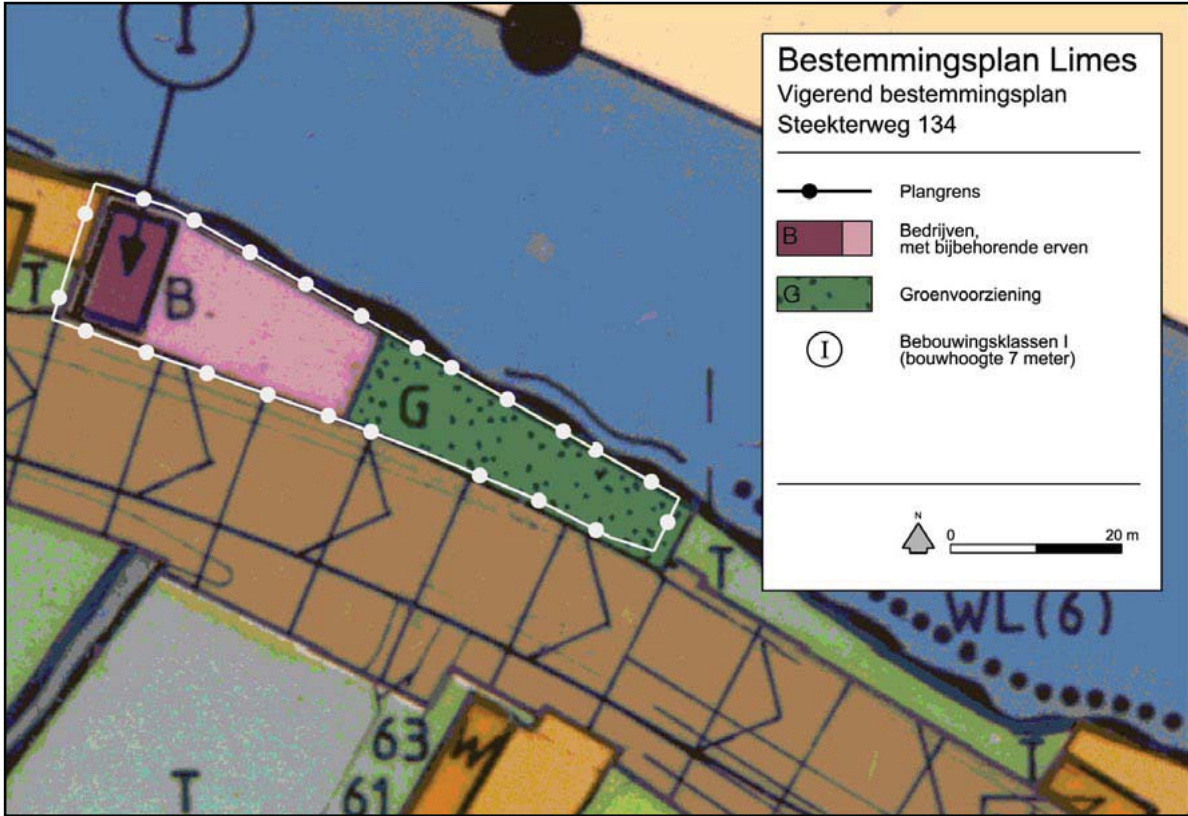 I
Bestemmingsplan Limes
Vigerend bestemmingsplan
Steekterweg 134
Plangrens
B
Bedrijven,
met bijbehorende erven
G
Groenvoorziening
I
Bebouwingsklassen I
(bouwhoogte 7 meter)
N
0
20 m
T
B
G
T
WL(6)
63
61
T
T